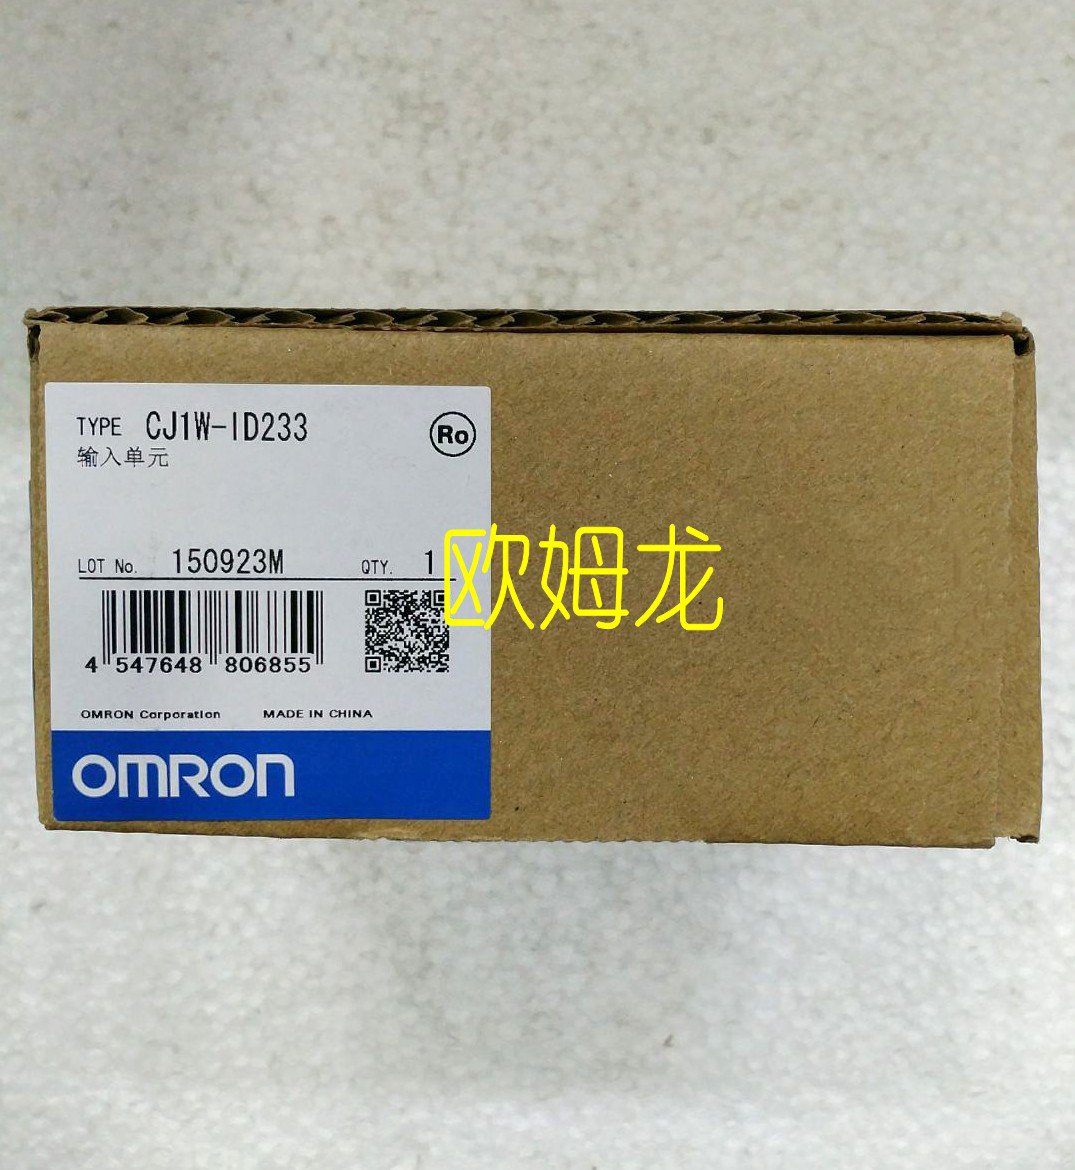 TYPE CJ1W-ID233
Ro
输入单元
LOT No. 150923M QTY. 1
欧姆龙
4 547648 806855
OMRON Corporation MADE IN CHINA
OMRON